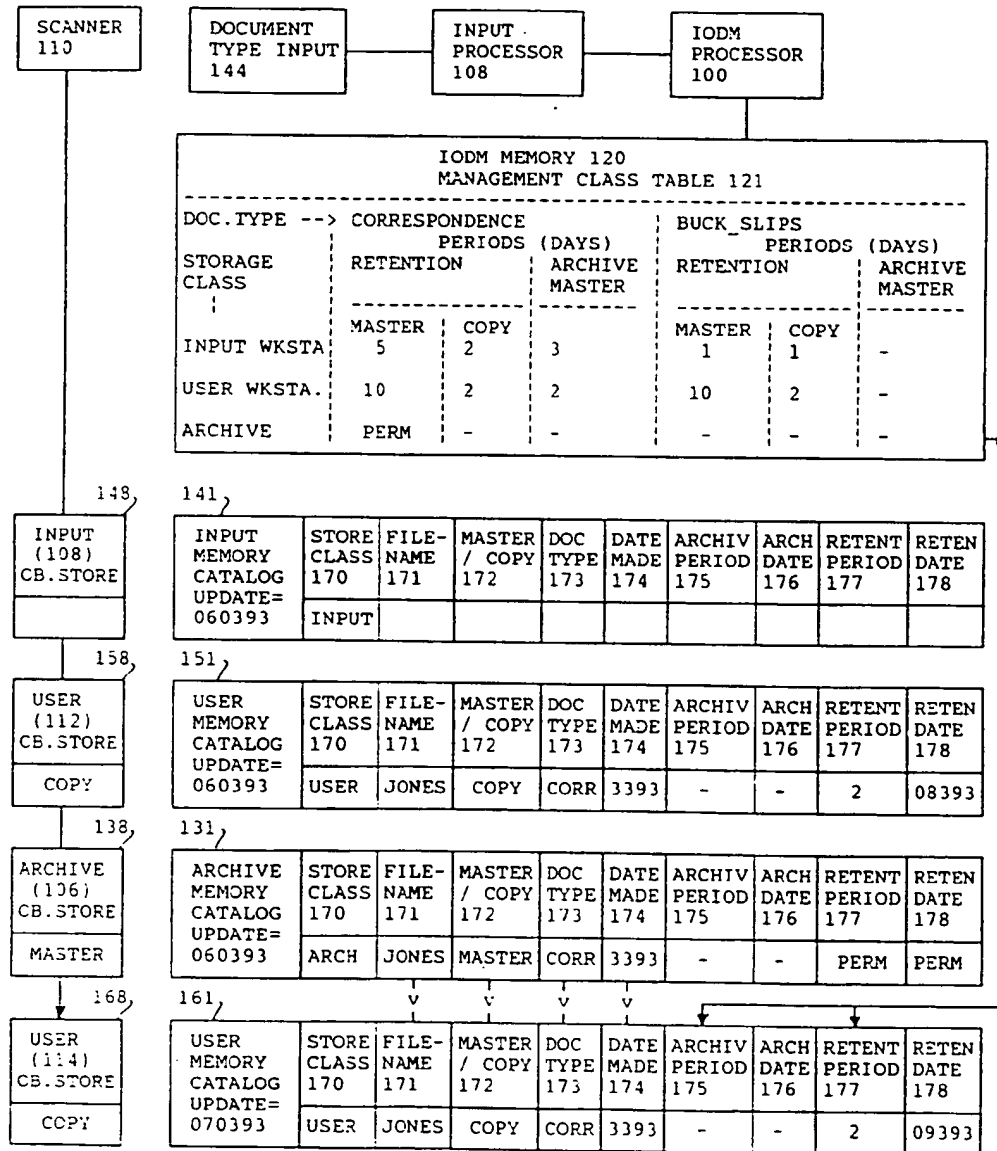 SCANNER
110
DOCUMENT
TYPE INPUT
144
INPUT
PROCESSOR
108
IODM
PROCESSOR
100
IODM MEMORY 120
MANAGEMENT CLASS TABLE 121
DOC.TYPE --> CORRESPONDENCE BUCK_SLIPS
PERIODS (DAYS) PERIODS (DAYS)
STORAGE RETENTION ARCHIVE RETENTION ARCHIVE
CLASS MASTER MASTER
MASTER COPY MASTER COPY
INPUT WKSTA 5 2 3 1 1 -
USER WKSTA. 10 2 2 10 2 -
ARCHIVE PERM - - - - -
148 141
INPUT
(108)
CB.STORE
INPUT STORE FILE- MASTER DOC DATE ARCHIV ARCH RETENT RETEN
MEMORY CLASS NAME / COPY TYPE MADE PERIOD DATE PERIOD DATE
CATALOG 170 171 172 173 174 175 176 177 178
UPDATE=
060393 INPUT
158 151
USER
(112)
CB.STORE
COPY
USER STORE FILE- MASTER DOC DATE ARCHIV ARCH RETENT RETEN
MEMORY CLASS NAME / COPY TYPE MADE PERIOD DATE PERIOD DATE
CATALOG 170 171 172 173 174 175 176 177 178
UPDATE=
060393 USER JONES COPY CORR 3393 - - 2 08393
138 131
ARCHIVE
(106)
CB.STORE
MASTER
ARCHIVE STORE FILE- MASTER DOC DATE ARCHIV ARCH RETENT RETEN
MEMORY CLASS NAME / COPY TYPE MADE PERIOD DATE PERIOD DATE
CATALOG 170 171 172 173 174 175 176 177 178
UPDATE=
060393 ARCH JONES MASTER CORR 3393 - - PERM PERM
168 161
USER
(114)
CB.STORE
COPY
USER STORE FILE- MASTER DOC DATE ARCHIV ARCH RETENT RETEN
MEMORY CLASS NAME / COPY TYPE MADE PERIOD DATE PERIOD DATE
CATALOG 170 171 172 173 174 175 176 177 178
UPDATE=
070393 USER JONES COPY CORR 3393 - - 2 09393